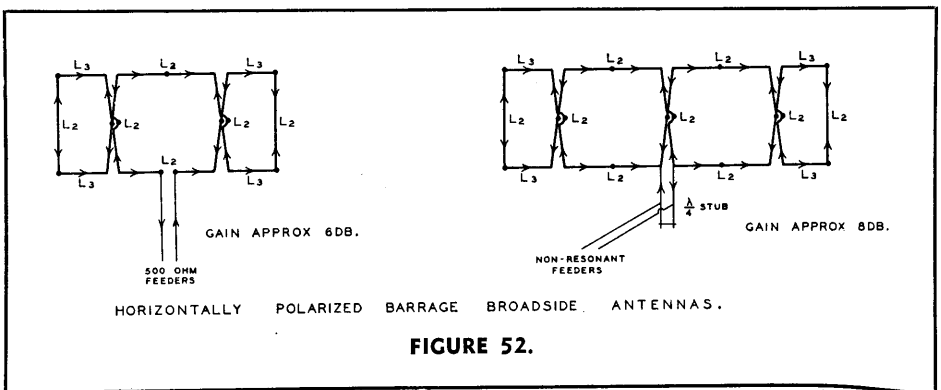 L3 L2 L3
L2 L2 L2 L2
L2
L3 L3
GAIN APPROX 6DB.
500 OHM
FEEDERS
L3 L2 L2 L3
L2 L2 L2 L2 L2
L3 L2 L2 L3
λ/4 STUB
GAIN APPROX 8DB.
NON-RESONANT
FEEDERS
HORIZONTALLY POLARIZED BARRAGE BROADSIDE ANTENNAS.
FIGURE 52.